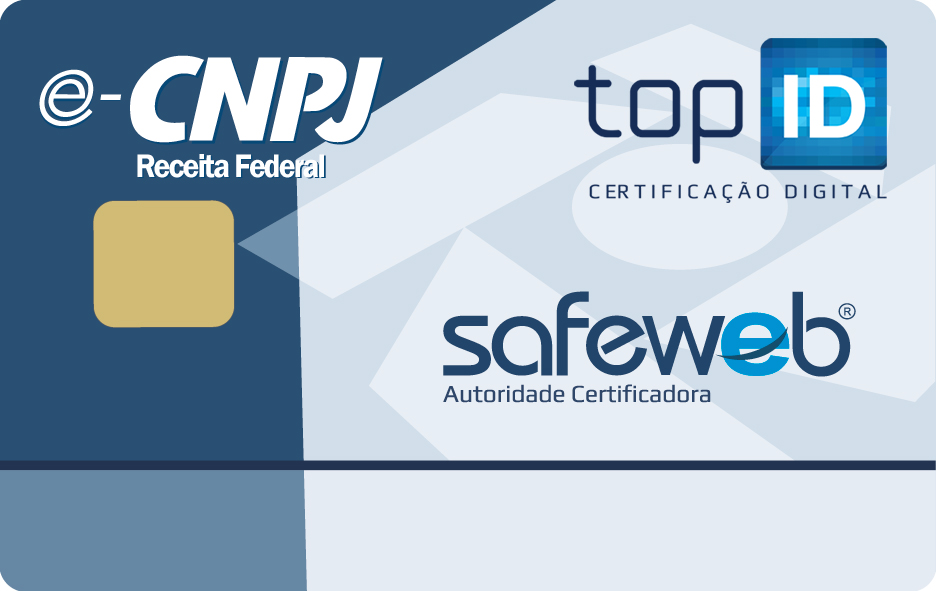 e-CNPJ
Receita Federal
top ID
CERTIFICAÇÃO DIGITAL
safeweb®
Autoridade Certificadora